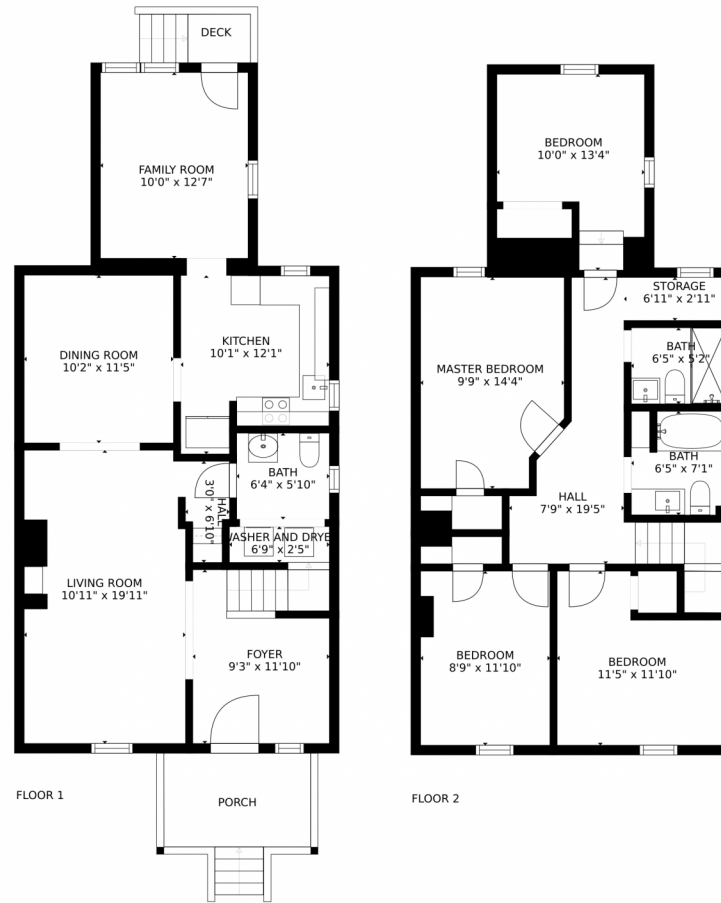 DECK
FAMILY ROOM
10'0" x 12'7"
KITCHEN
10'1" x 12'1"
DINING ROOM
10'2" x 11'5"
BATH
6'4" x 5'10"
HALL
3'0" x 6'10"
WASHER AND DRYE
6'9" x 2'5"
LIVING ROOM
10'11" x 19'11"
FOYER
9'3" x 11'10"
PORCH
FLOOR 1
BEDROOM
10'0" x 13'4"
STORAGE
6'11" x 2'11"
BATH
6'5" x 5'2"
MASTER BEDROOM
9'9" x 14'4"
BATH
6'5" x 7'1"
HALL
7'9" x 19'5"
BEDROOM
8'9" x 11'10"
BEDROOM
11'5" x 11'10"
FLOOR 2